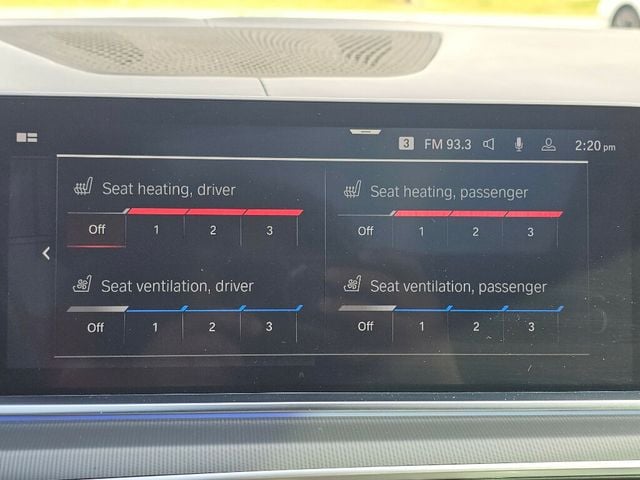 3 FM 93.3 2:20 pm
Seat heating, driver
Off 1 2 3
Seat heating, passenger
Off 1 2 3
Seat ventilation, driver
Off 1 2 3
Seat ventilation, passenger
Off 1 2 3